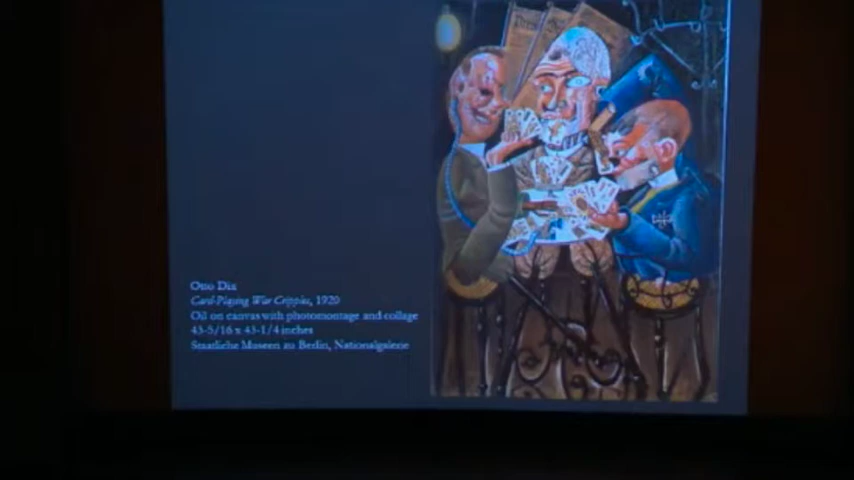 Otto Dix
Card-Playing War Cripples, 1920
Oil on canvas with photomontage and collage
43-5/16 x 43-1/4 inches
Staatliche Museen zu Berlin, Nationalgalerie